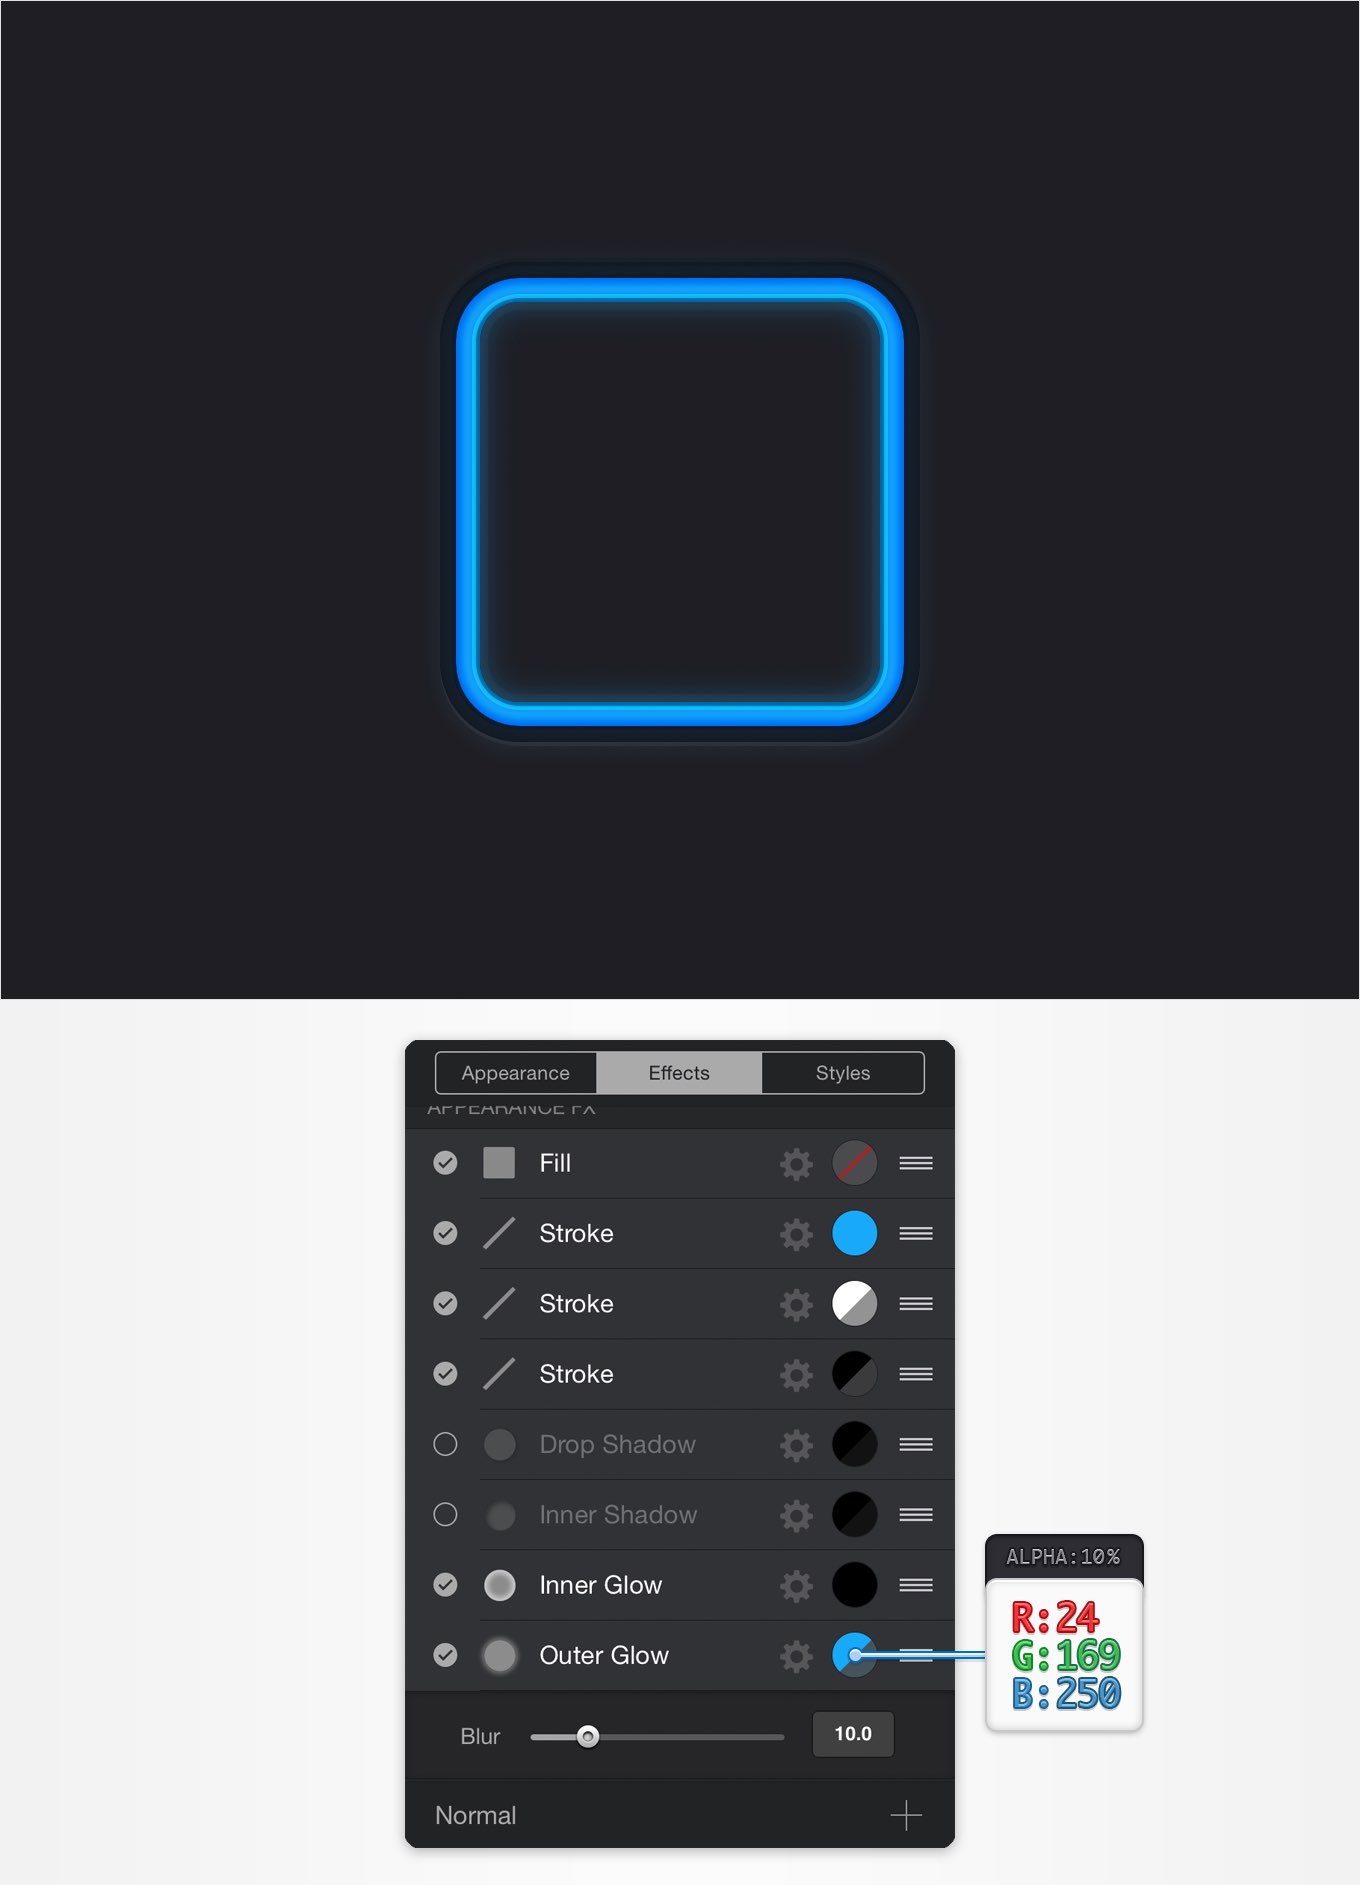 Appearance Effects Styles
APPEARANCE FX
Fill
Stroke
Stroke
Stroke
Drop Shadow
Inner Shadow
Inner Glow
Outer Glow
ALPHA:10%
R:24
G:169
B:250
Blur 10.0
Normal